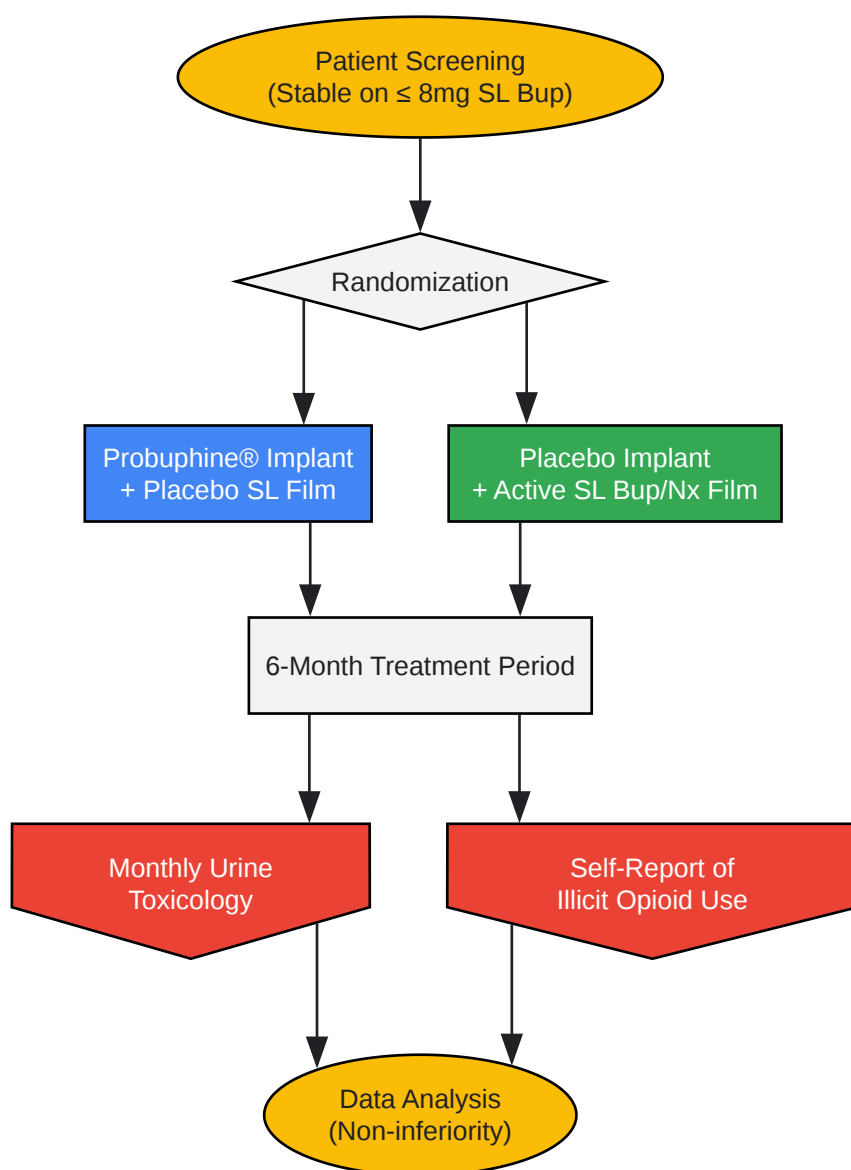 Patient Screening
(Stable on ≤ 8mg SL Bup)
Randomization
Probuphine® Implant
+ Placebo SL Film
Placebo Implant
+ Active SL Bup/Nx Film
6-Month Treatment Period
Monthly Urine
Toxicology
Self-Report of
Illicit Opioid Use
Data Analysis
(Non-inferiority)